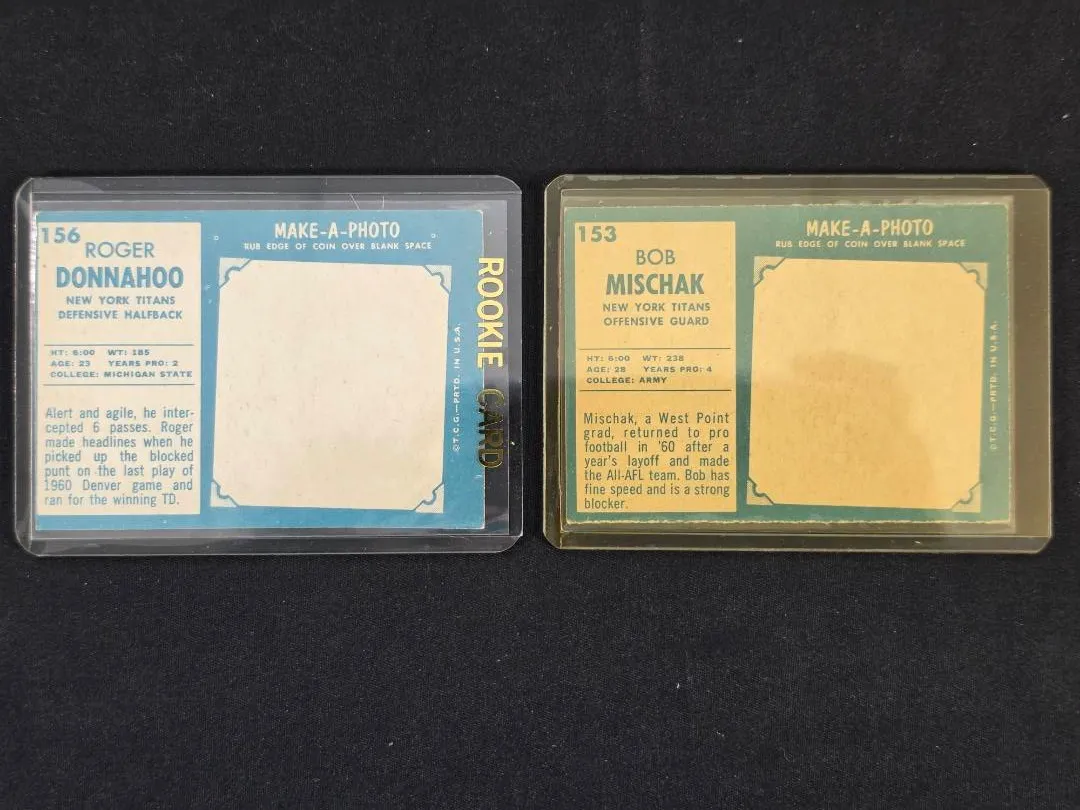 156
ROGER
DONNAHOO
NEW YORK TITANS
DEFENSIVE HALFBACK
HT: 6:00 WT: 185
AGE: 23 YEARS PRO: 2
COLLEGE: MICHIGAN STATE
Alert and agile, he inter-
cepted 6 passes. Roger
made headlines when he
picked up the blocked
punt on the last play of
1960 Denver game and
ran for the winning TD.
MAKE-A-PHOTO
RUB EDGE OF COIN OVER BLANK SPACE
© T.C.G.—PRTD. IN U.S.A.
ROOKIE CARD
153
BOB
MISCHAK
NEW YORK TITANS
OFFENSIVE GUARD
HT: 6:00 WT: 238
AGE: 28 YEARS PRO: 4
COLLEGE: ARMY
Mischak, a West Point
grad, returned to pro
football in '60 after a
year's layoff and made
the All-AFL team. Bob has
fine speed and is a strong
blocker.
MAKE-A-PHOTO
RUB EDGE OF COIN OVER BLANK SPACE
© T.C.G.—PRTD. IN U.S.A.